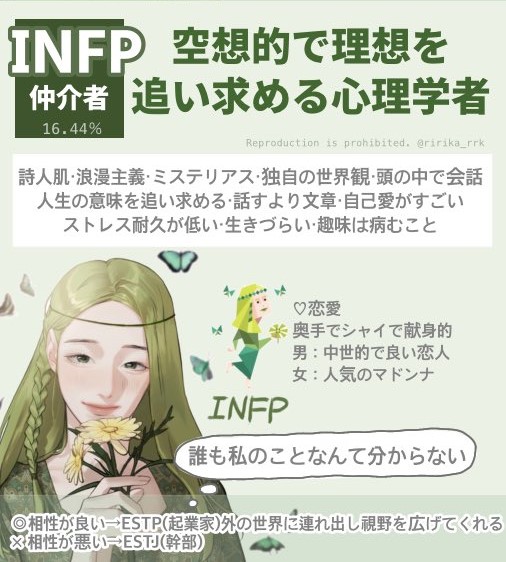 INFP
仲介者
16.44%
空想的で理想を
追い求める心理学者
Reproduction is prohibited. @ririka_rrk
詩人肌·浪漫主義·ミステリアス·独自の世界観·頭の中で会話
人生の意味を追い求める·話すより文章·自己愛がすごい
ストレス耐久が低い·生きづらい·趣味は病むこと
♡恋愛
奥手でシャイで献身的
男：中世的で良い恋人
女：人気のマドンナ
INFP
誰も私のことなんて分からない
◎相性が良い→ESTP(起業家)外の世界に連れ出し視野を広げてくれる
×相性が悪い→ESTJ(幹部)